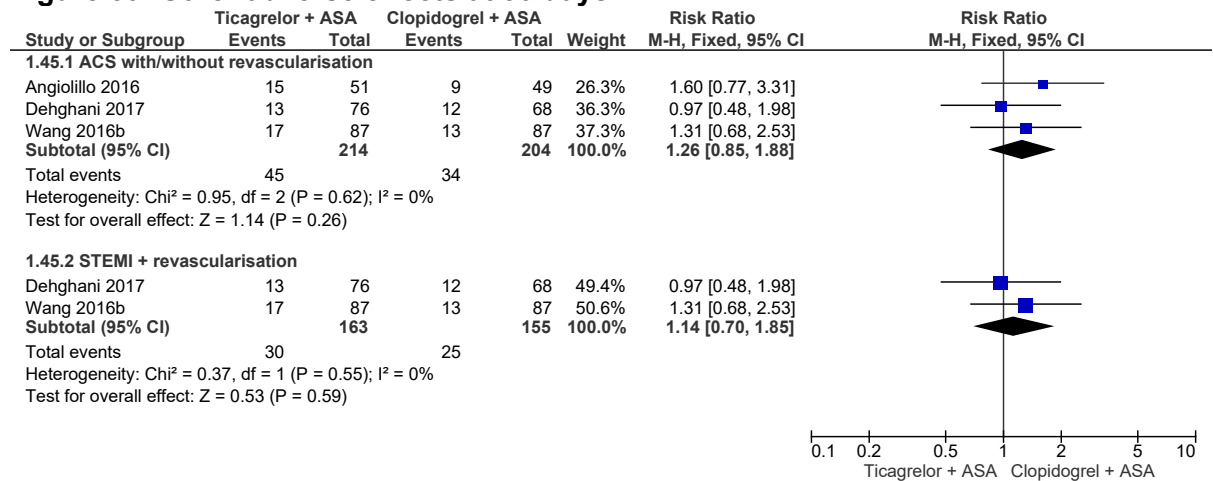 Ticagrelor + ASA Clopidogrel + ASA Risk Ratio Risk Ratio
Study or Subgroup Events Total Events Total Weight M-H, Fixed, 95% CI M-H, Fixed, 95% CI
1.45.1 ACS with/without revascularisation
Angiolillo 2016 15 51 9 49 26.3% 1.60 [0.77, 3.31]
Dehghani 2017 13 76 12 68 36.3% 0.97 [0.48, 1.98]
Wang 2016b 17 87 13 87 37.3% 1.31 [0.68, 2.53]
Subtotal (95% CI) 214 204 100.0% 1.26 [0.85, 1.88]
Total events 45 34
Heterogeneity: Chi² = 0.95, df = 2 (P = 0.62); I² = 0%
Test for overall effect: Z = 1.14 (P = 0.26)
1.45.2 STEMI + revascularisation
Dehghani 2017 13 76 12 68 49.4% 0.97 [0.48, 1.98]
Wang 2016b 17 87 13 87 50.6% 1.31 [0.68, 2.53]
Subtotal (95% CI) 163 155 100.0% 1.14 [0.70, 1.85]
Total events 30 25
Heterogeneity: Chi² = 0.37, df = 1 (P = 0.55); I² = 0%
Test for overall effect: Z = 0.53 (P = 0.59)
0.1 0.2 0.5 1 2 5 10
Ticagrelor + ASA Clopidogrel + ASA